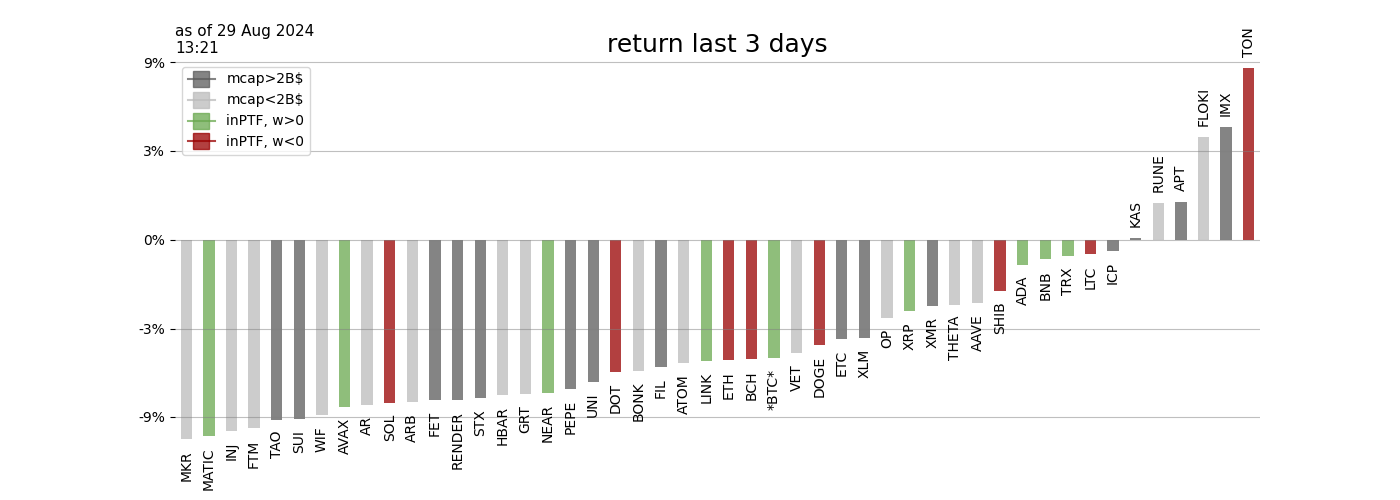 as of 29 Aug 2024
13:21
return last 3 days
9%
3%
0%
-3%
-9%
mcap>2B$
mcap<2B$
inPTF, w>0
inPTF, w<0
MKR
MATIC
INJ
FTM
TAO
SUI
WIF
AVAX
AR
SOL
ARB
FET
RENDER
STX
HBAR
GRT
NEAR
PEPE
UNI
DOT
BONK
FIL
ATOM
LINK
ETH
BCH
*BTC*
VET
DOGE
ETC
XLM
OP
XRP
XMR
THETA
AAVE
SHIB
ADA
BNB
TRX
LTC
ICP
KAS
RUNE
APT
FLOKI
IMX
TON